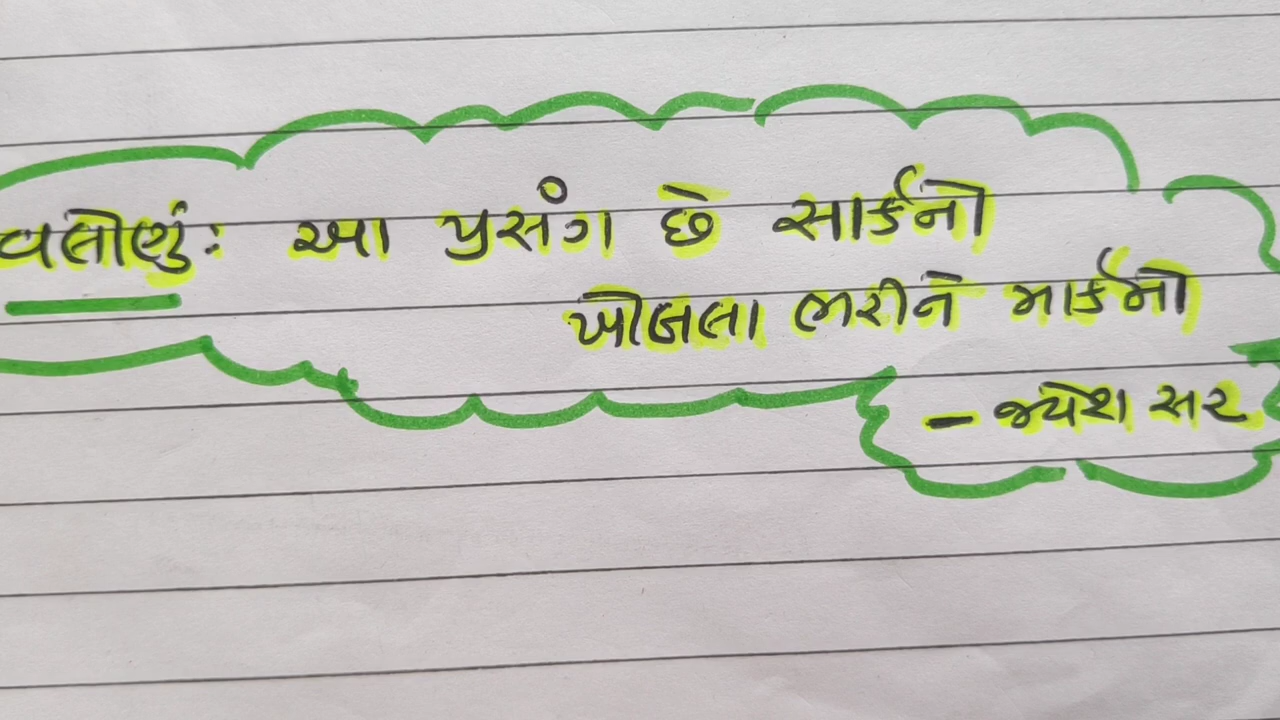 વલોણું: આ પ્રસંગ છે સાર્કનો
ખોબલા ભરીને માર્કનો
- જયેશ સર